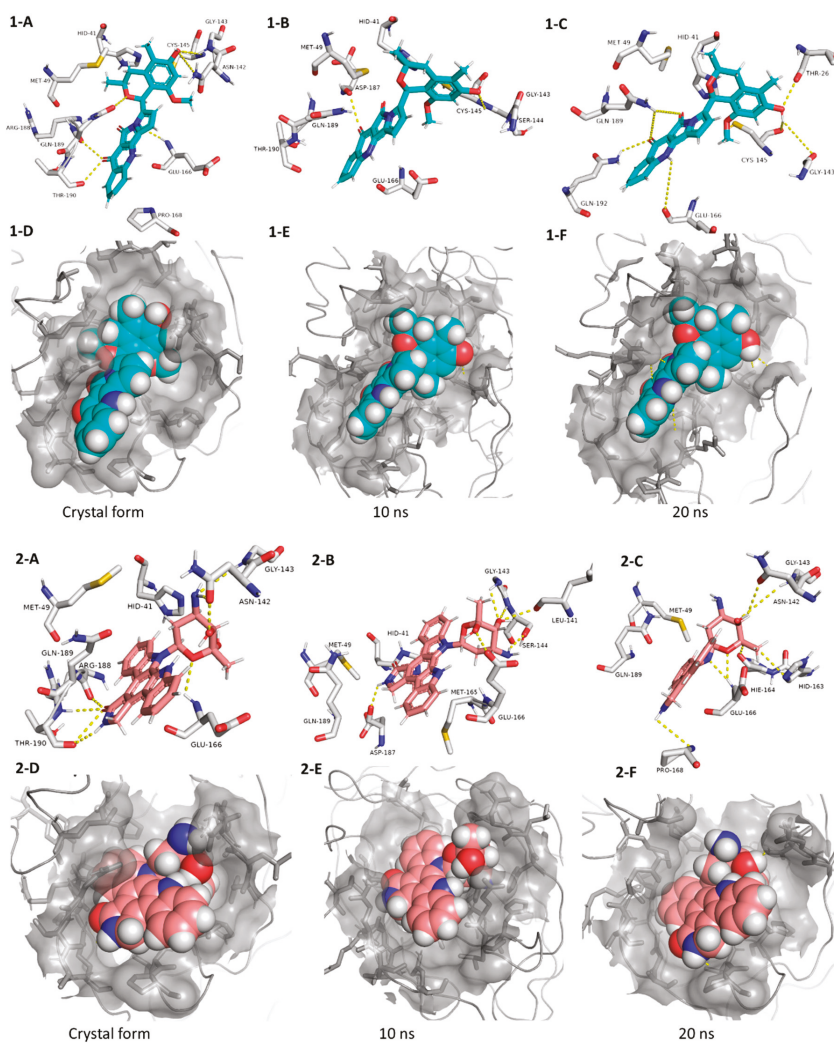 1-A
HID-41
CYS-145
GLY-143
ASN-142
MET-49
ARG-168
GLN-189
THR-190
GLU-166
PRO-168
1-B
HID-41
MET-49
ASP-187
GLN-189
THR-190
CYS-145
GLY-143
SER-144
GLU-166
1-C
HID-41
MET-49
THR-26
GLN 189
CYS-145
GLY-143
GLN-192
GLU-166
1-D
1-E
1-F
Crystal form
10 ns
20 ns
2-A
GLY-143
ASN-142
HID-41
MET-49
GLN-189
ARG-188
THR-190
GLU-166
2-B
GLY-143
LEU-141
SER-144
MET-49
HID-41
MET-165
GLU-166
GLN-189
ASP-187
2-C
GLY-143
ASN-142
MET-49
GLN-189
HIE-164
HID-163
GLU-166
PRO-168
2-D
2-E
2-F
Crystal form
10 ns
20 ns